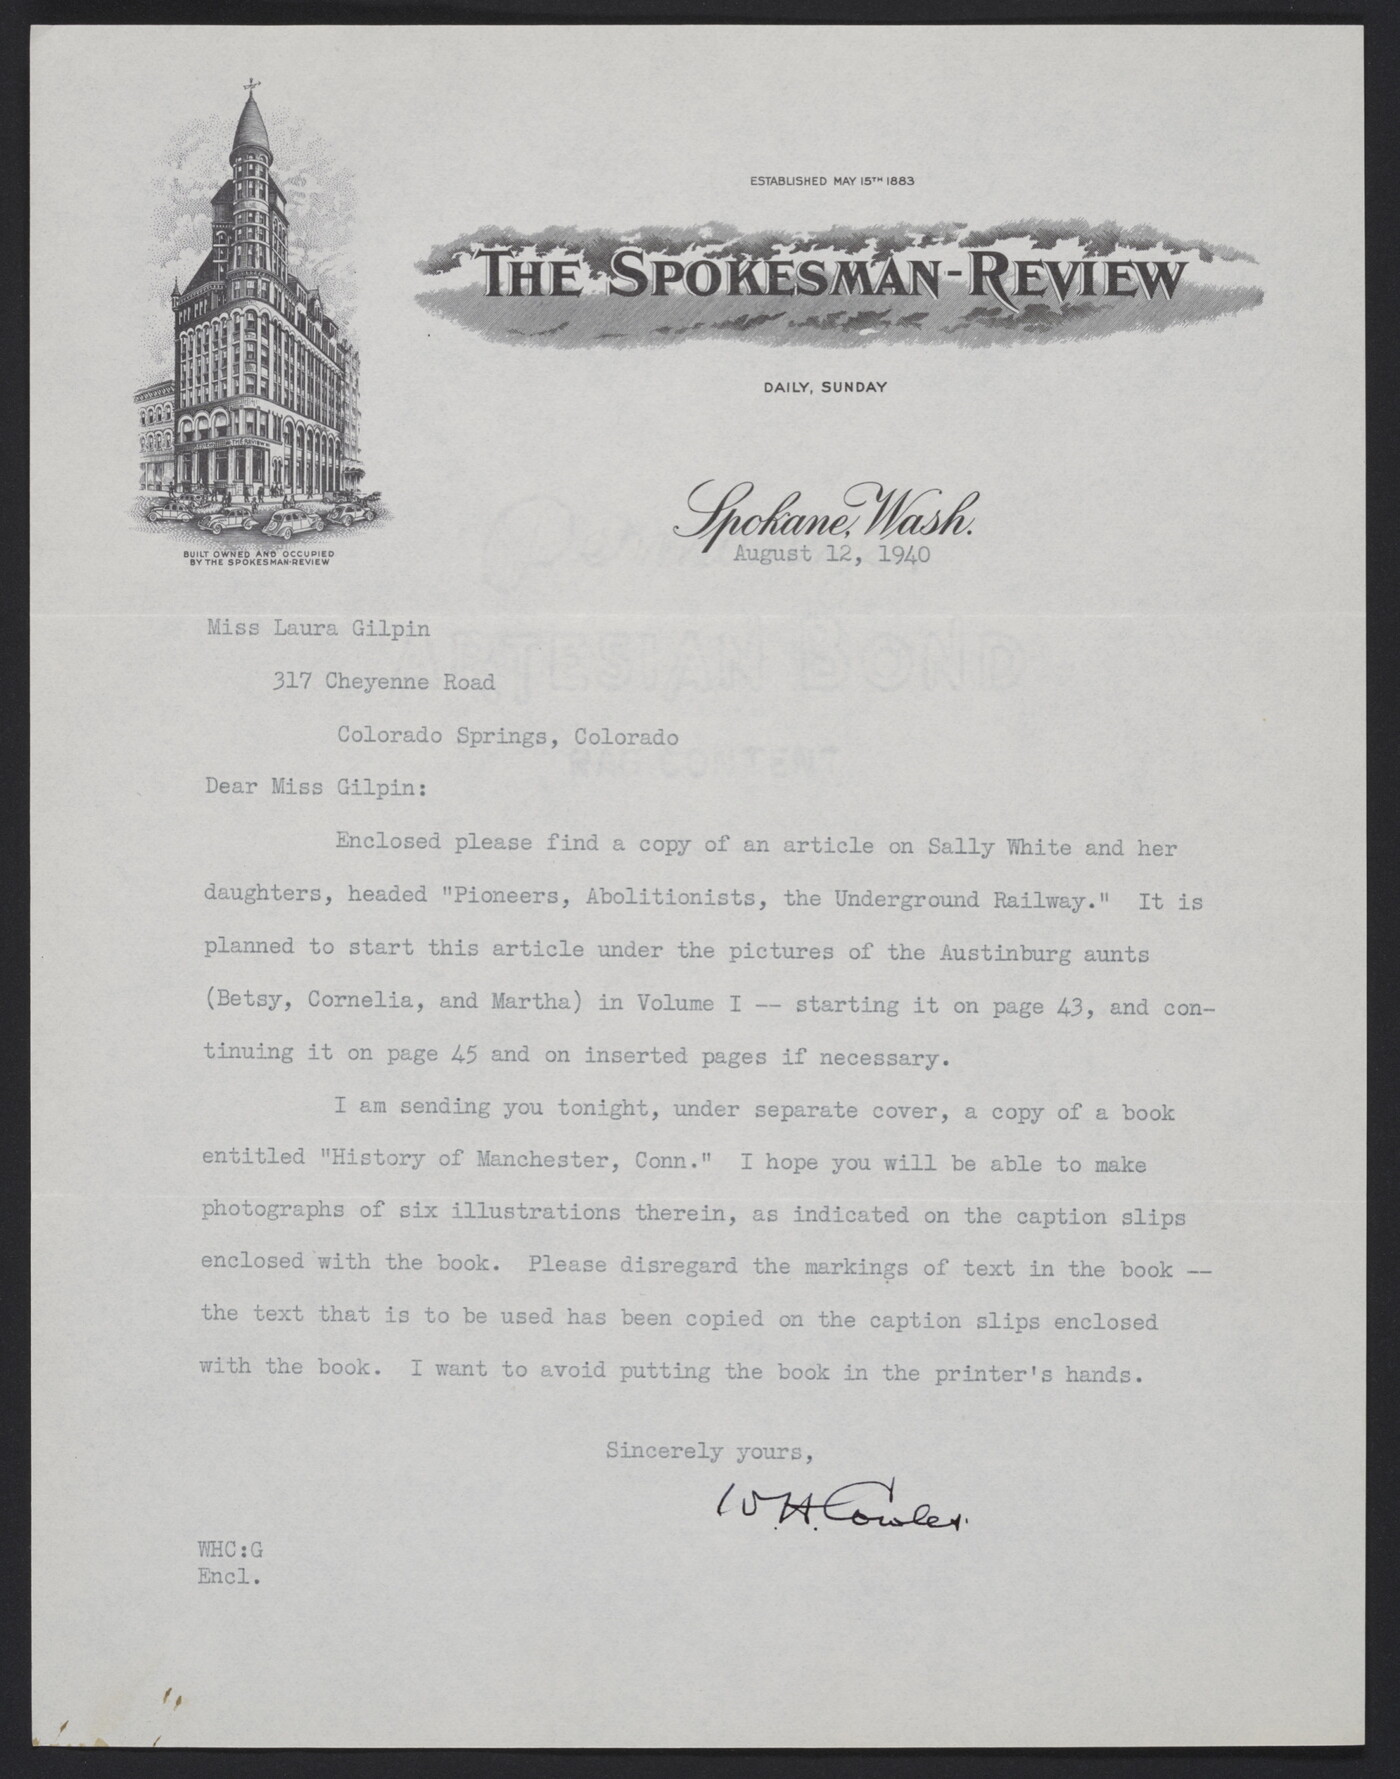 ESTABLISHED MAY 15TH 1883
THE SPOKESMAN-REVIEW
DAILY, SUNDAY
Spokane, Wash.
BUILT OWNED AND OCCUPIED
BY THE SPOKESMAN-REVIEW
August 12, 1940
Miss Laura Gilpin
317 Cheyenne Road
Colorado Springs, Colorado
Dear Miss Gilpin:
Enclosed please find a copy of an article on Sally White and her
daughters, headed "Pioneers, Abolitionists, the Underground Railway." It is
planned to start this article under the pictures of the Austinburg aunts
(Betsy, Cornelia, and Martha) in Volume I -- starting it on page 43, and con-
tinuing it on page 45 and on inserted pages if necessary.
I am sending you tonight, under separate cover, a copy of a book
entitled "History of Manchester, Conn." I hope you will be able to make
photographs of six illustrations therein, as indicated on the caption slips
enclosed with the book. Please disregard the markings of text in the book --
the text that is to be used has been copied on the caption slips enclosed
with the book. I want to avoid putting the book in the printer's hands.
Sincerely yours,
W.H. Cowles.
WHC:G
Encl.
ARTESIAN BOND
RAG CONTENT